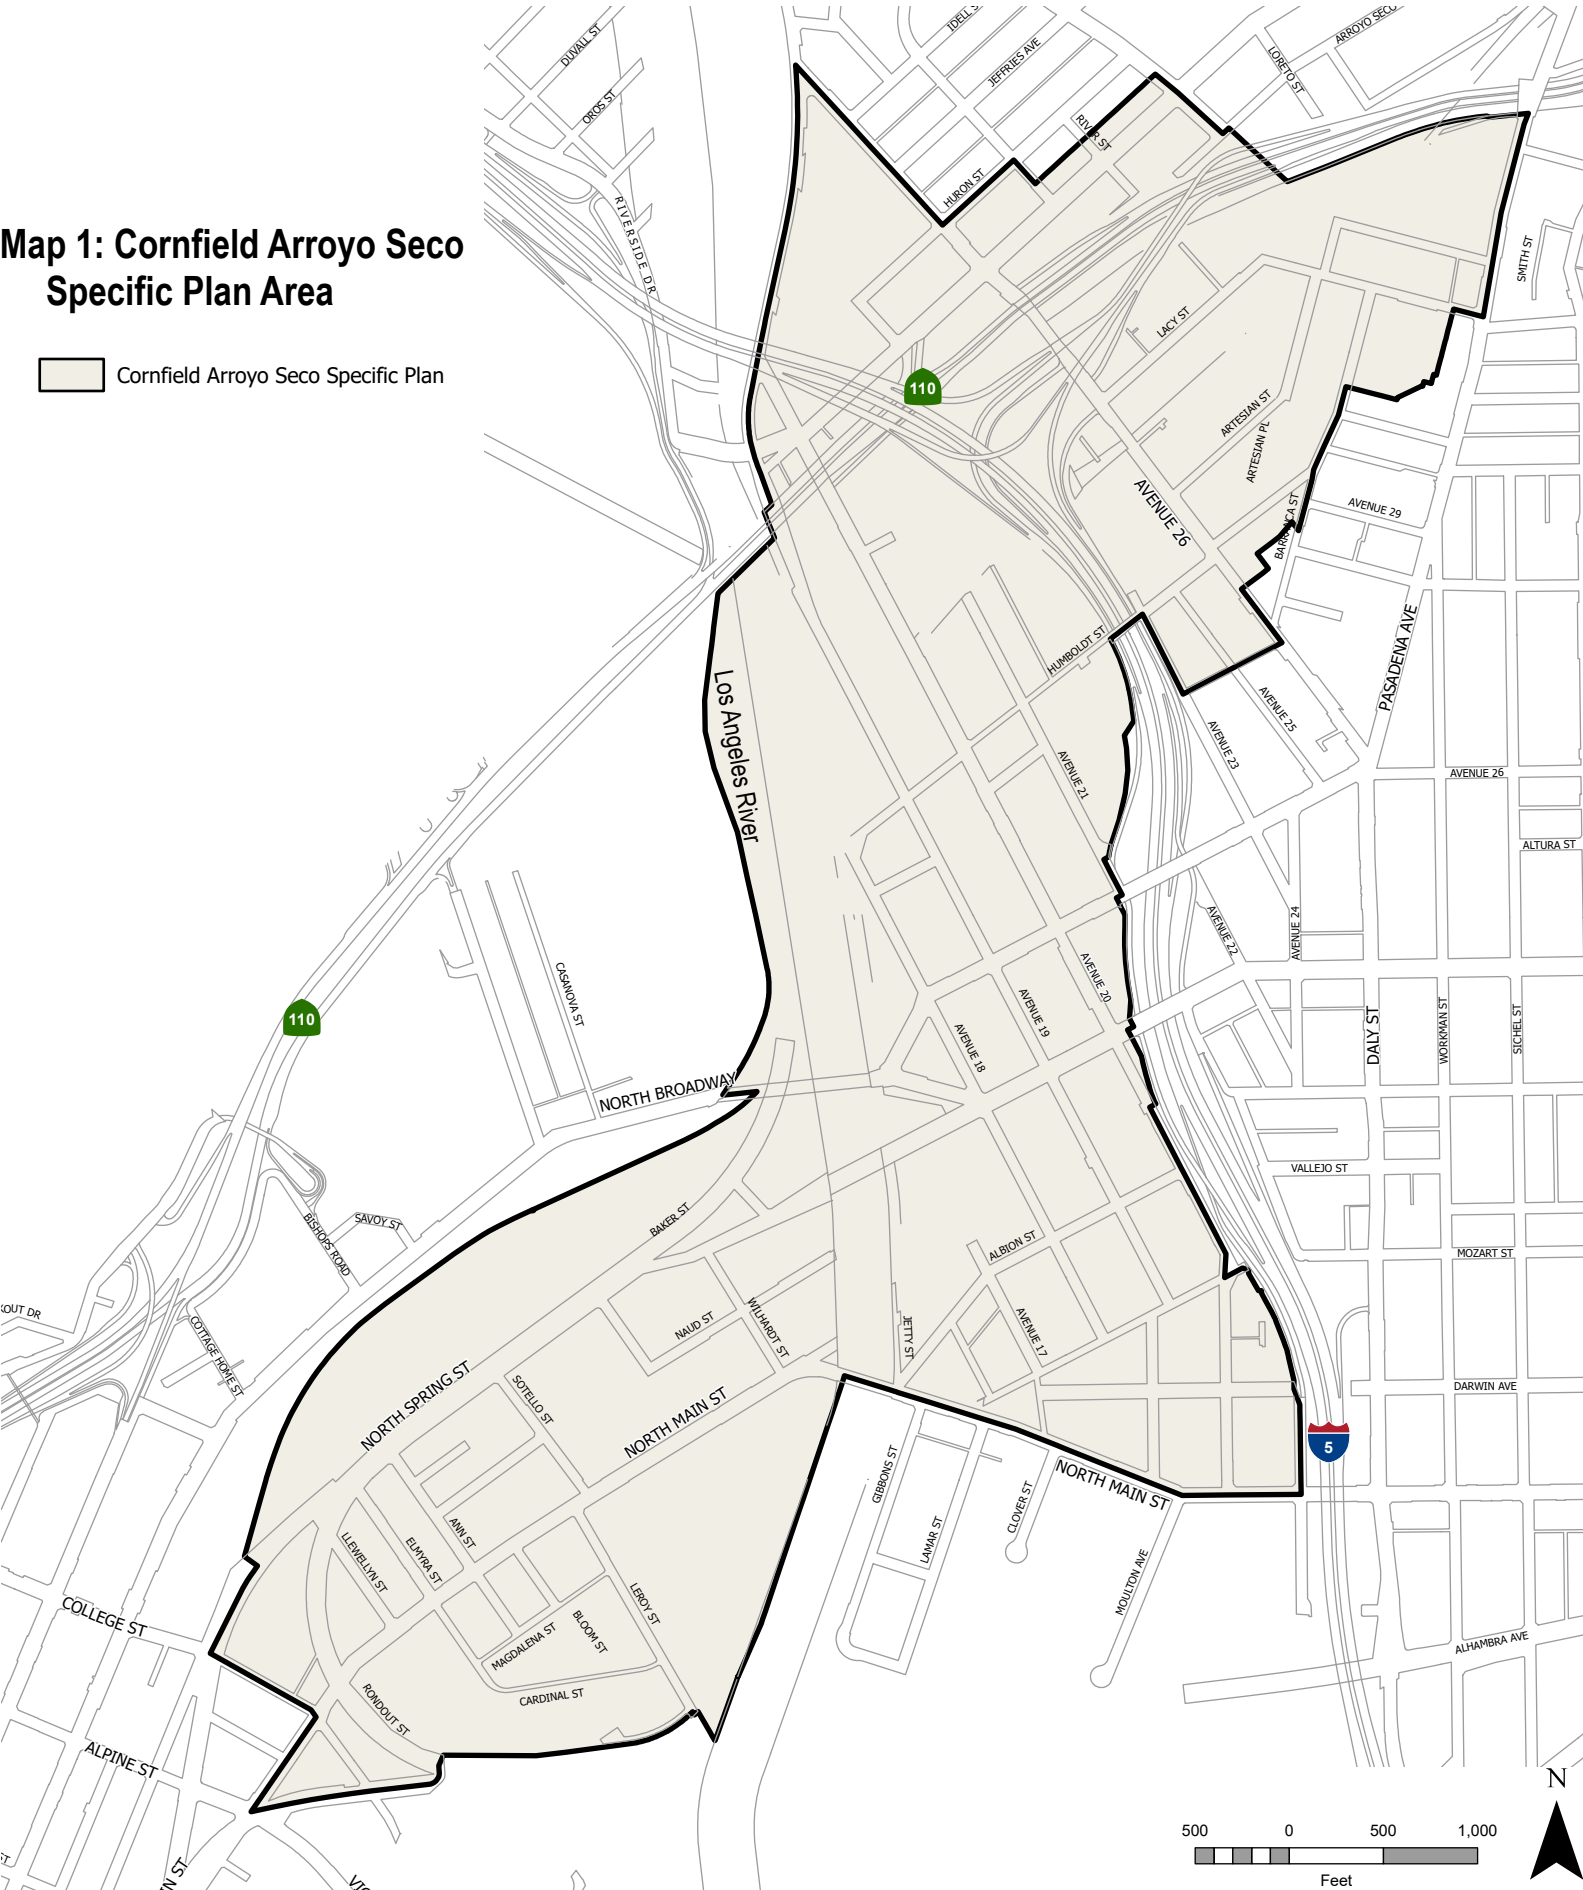 Map 1: Cornfield Arroyo Seco
Specific Plan Area
Cornfield Arroyo Seco Specific Plan
DUVALL ST
OROS ST
RIVERSIDE DR
JEFFRIES AVE
HURON ST
RIVER ST
LORETO ST
ARROYO SECO
SMITH ST
LACY ST
110
ARTESIAN ST
ARTESIAN PL
AVENUE 26
BARRANCA ST
AVENUE 29
HUMBOLDT ST
PASADENA AVE
AVENUE 25
AVENUE 23
AVENUE 21
Los Angeles River
AVENUE 26
ALTURA ST
AVENUE 22
AVENUE 24
AVENUE 20
AVENUE 19
AVENUE 18
CASANOVA ST
110
DALY ST
WORKMAN ST
SICHEL ST
NORTH BROADWAY
VALLEJO ST
BAKER ST
SAVOY ST
BISHOPS ROAD
ALBION ST
MOZART ST
KOUT DR
COTTAGE HOME ST
NAUD ST
WILHARDT ST
JETTY ST
AVENUE 17
NORTH SPRING ST
SOTELLO ST
NORTH MAIN ST
DARWIN AVE
5
GIBBONS ST
NORTH MAIN ST
CLOVER ST
LAMAR ST
MOULTON AVE
LLEWELLYN ST
ELMYRA ST
ANN ST
LEROY ST
BLOOM ST
MAGDALENA ST
CARDINAL ST
RONDOUT ST
COLLEGE ST
ALPINE ST
ALHAMBRA AVE
N
500 0 500 1,000
Feet